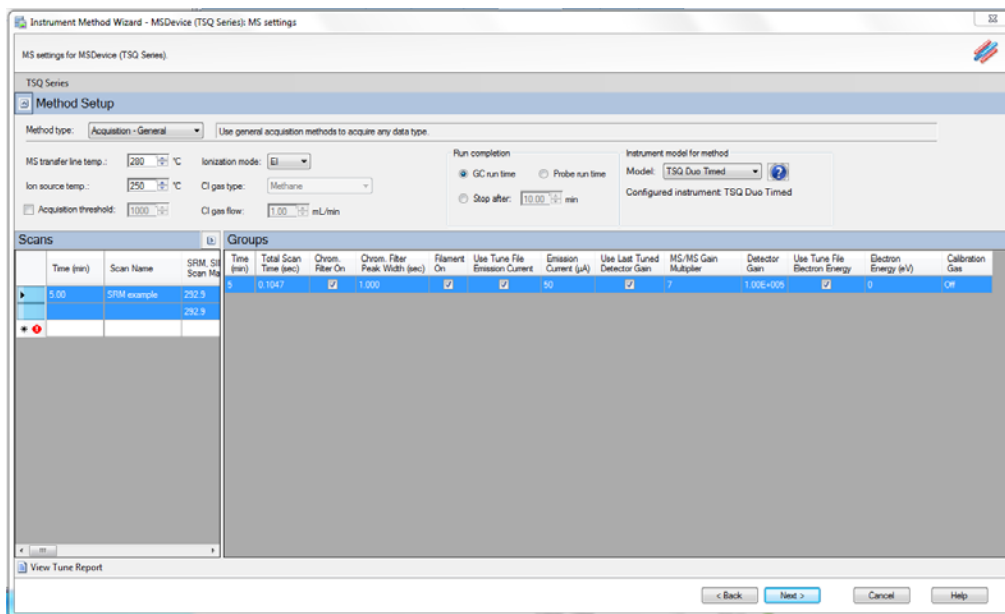 Instrument Method Wizard - MSDevice (TSQ Series): MS settings
MS settings for MSDevice (TSQ Series).
TSQ Series
Method Setup
Method type: Acquisition - General Use general acquisition methods to acquire any data type.
MS transfer line temp.: 280 °C Ionization mode: EI
Ion source temp.: 250 °C CI gas type: Methane
Acquisition threshold: 1000 CI gas flow: 1.00 mL/min
Run completion
GC run time Probe run time
Stop after: 10.00 min
Instrument model for method
Model: TSQ Duo Timed
Configured instrument: TSQ Duo Timed
Scans
Time (min) Scan Name SRM, SI Scan Ma
5.00 SRM example 292.9
292.9
Groups
Time (min) Total Scan Time (sec) Chrom. Filter On Chrom. Filter Peak Width (sec) Filament On Use Tune File Emission Current Emission Current (µA) Use Last Tuned Detector Gain MS/MS Gain Multiplier Detector Gain Use Tune File Electron Energy Electron Energy (eV) Calibration Gas
5 0.1047 1.000 50 7 1.00E+005 0 Off
View Tune Report
< Back Next > Cancel Help